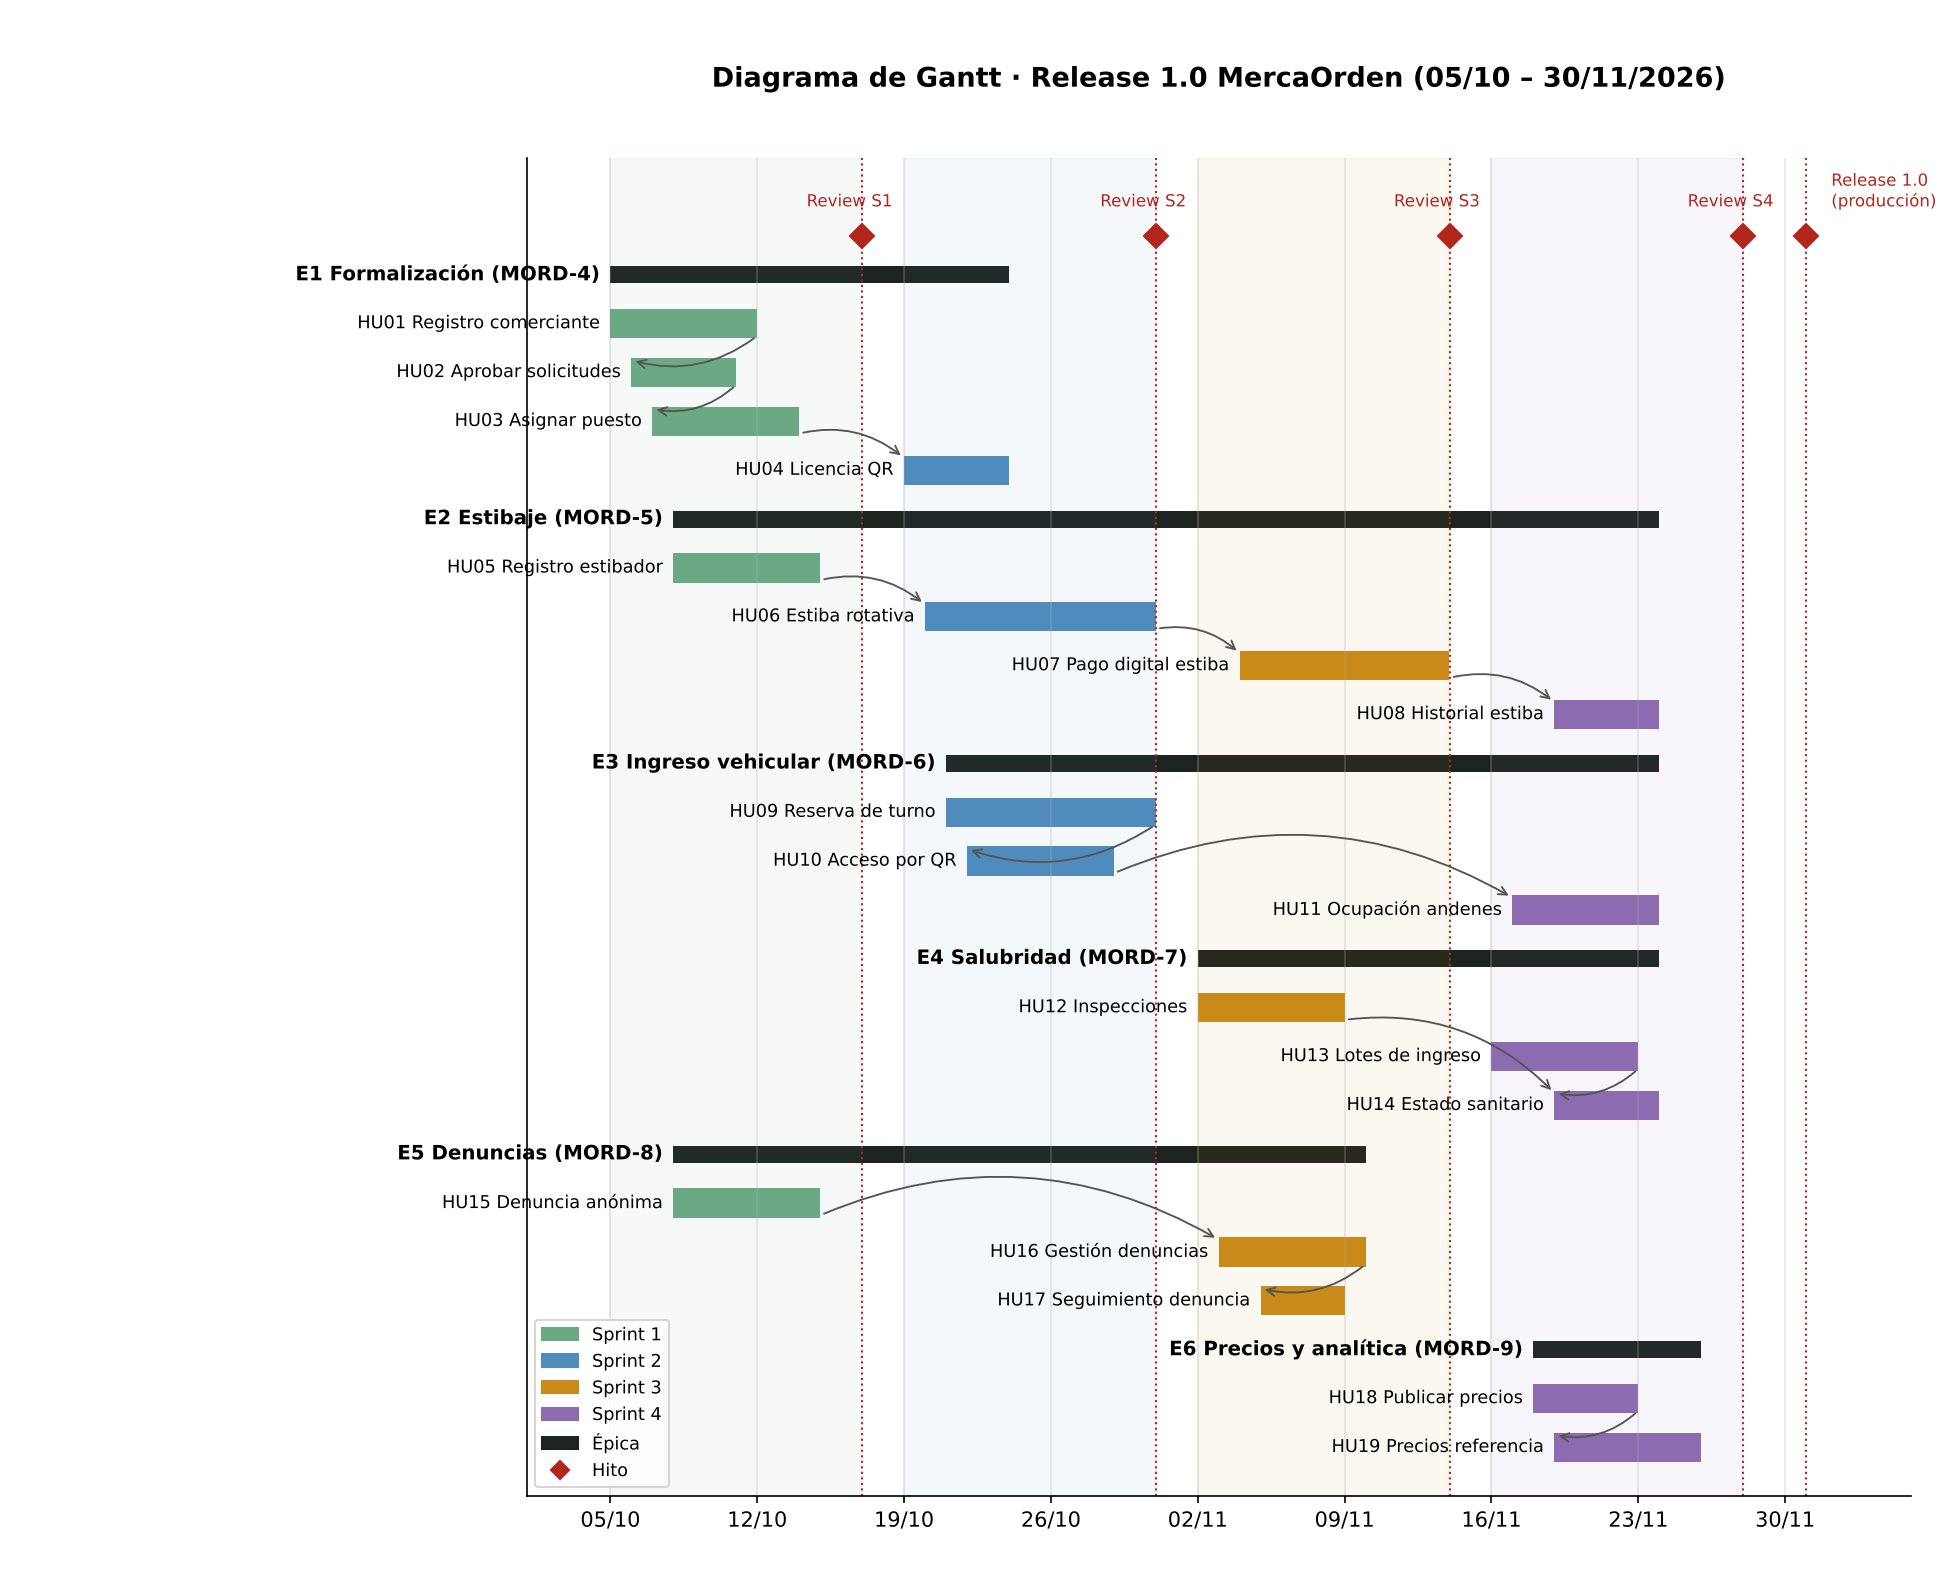 Diagrama de Gantt · Release 1.0 MercaOrden (05/10 – 30/11/2026)
Release 1.0
(producción)
Review S1
Review S2
Review S3
Review S4
E1 Formalización (MORD-4)
HU01 Registro comerciante
HU02 Aprobar solicitudes
HU03 Asignar puesto
HU04 Licencia QR
E2 Estibaje (MORD-5)
HU05 Registro estibador
HU06 Estiba rotativa
HU07 Pago digital estiba
HU08 Historial estiba
E3 Ingreso vehicular (MORD-6)
HU09 Reserva de turno
HU10 Acceso por QR
HU11 Ocupación andenes
E4 Salubridad (MORD-7)
HU12 Inspecciones
HU13 Lotes de ingreso
HU14 Estado sanitario
E5 Denuncias (MORD-8)
HU15 Denuncia anónima
HU16 Gestión denuncias
HU17 Seguimiento denuncia
E6 Precios y analítica (MORD-9)
HU18 Publicar precios
HU19 Precios referencia
Sprint 1
Sprint 2
Sprint 3
Sprint 4
Épica
Hito
05/10
12/10
19/10
26/10
02/11
09/11
16/11
23/11
30/11